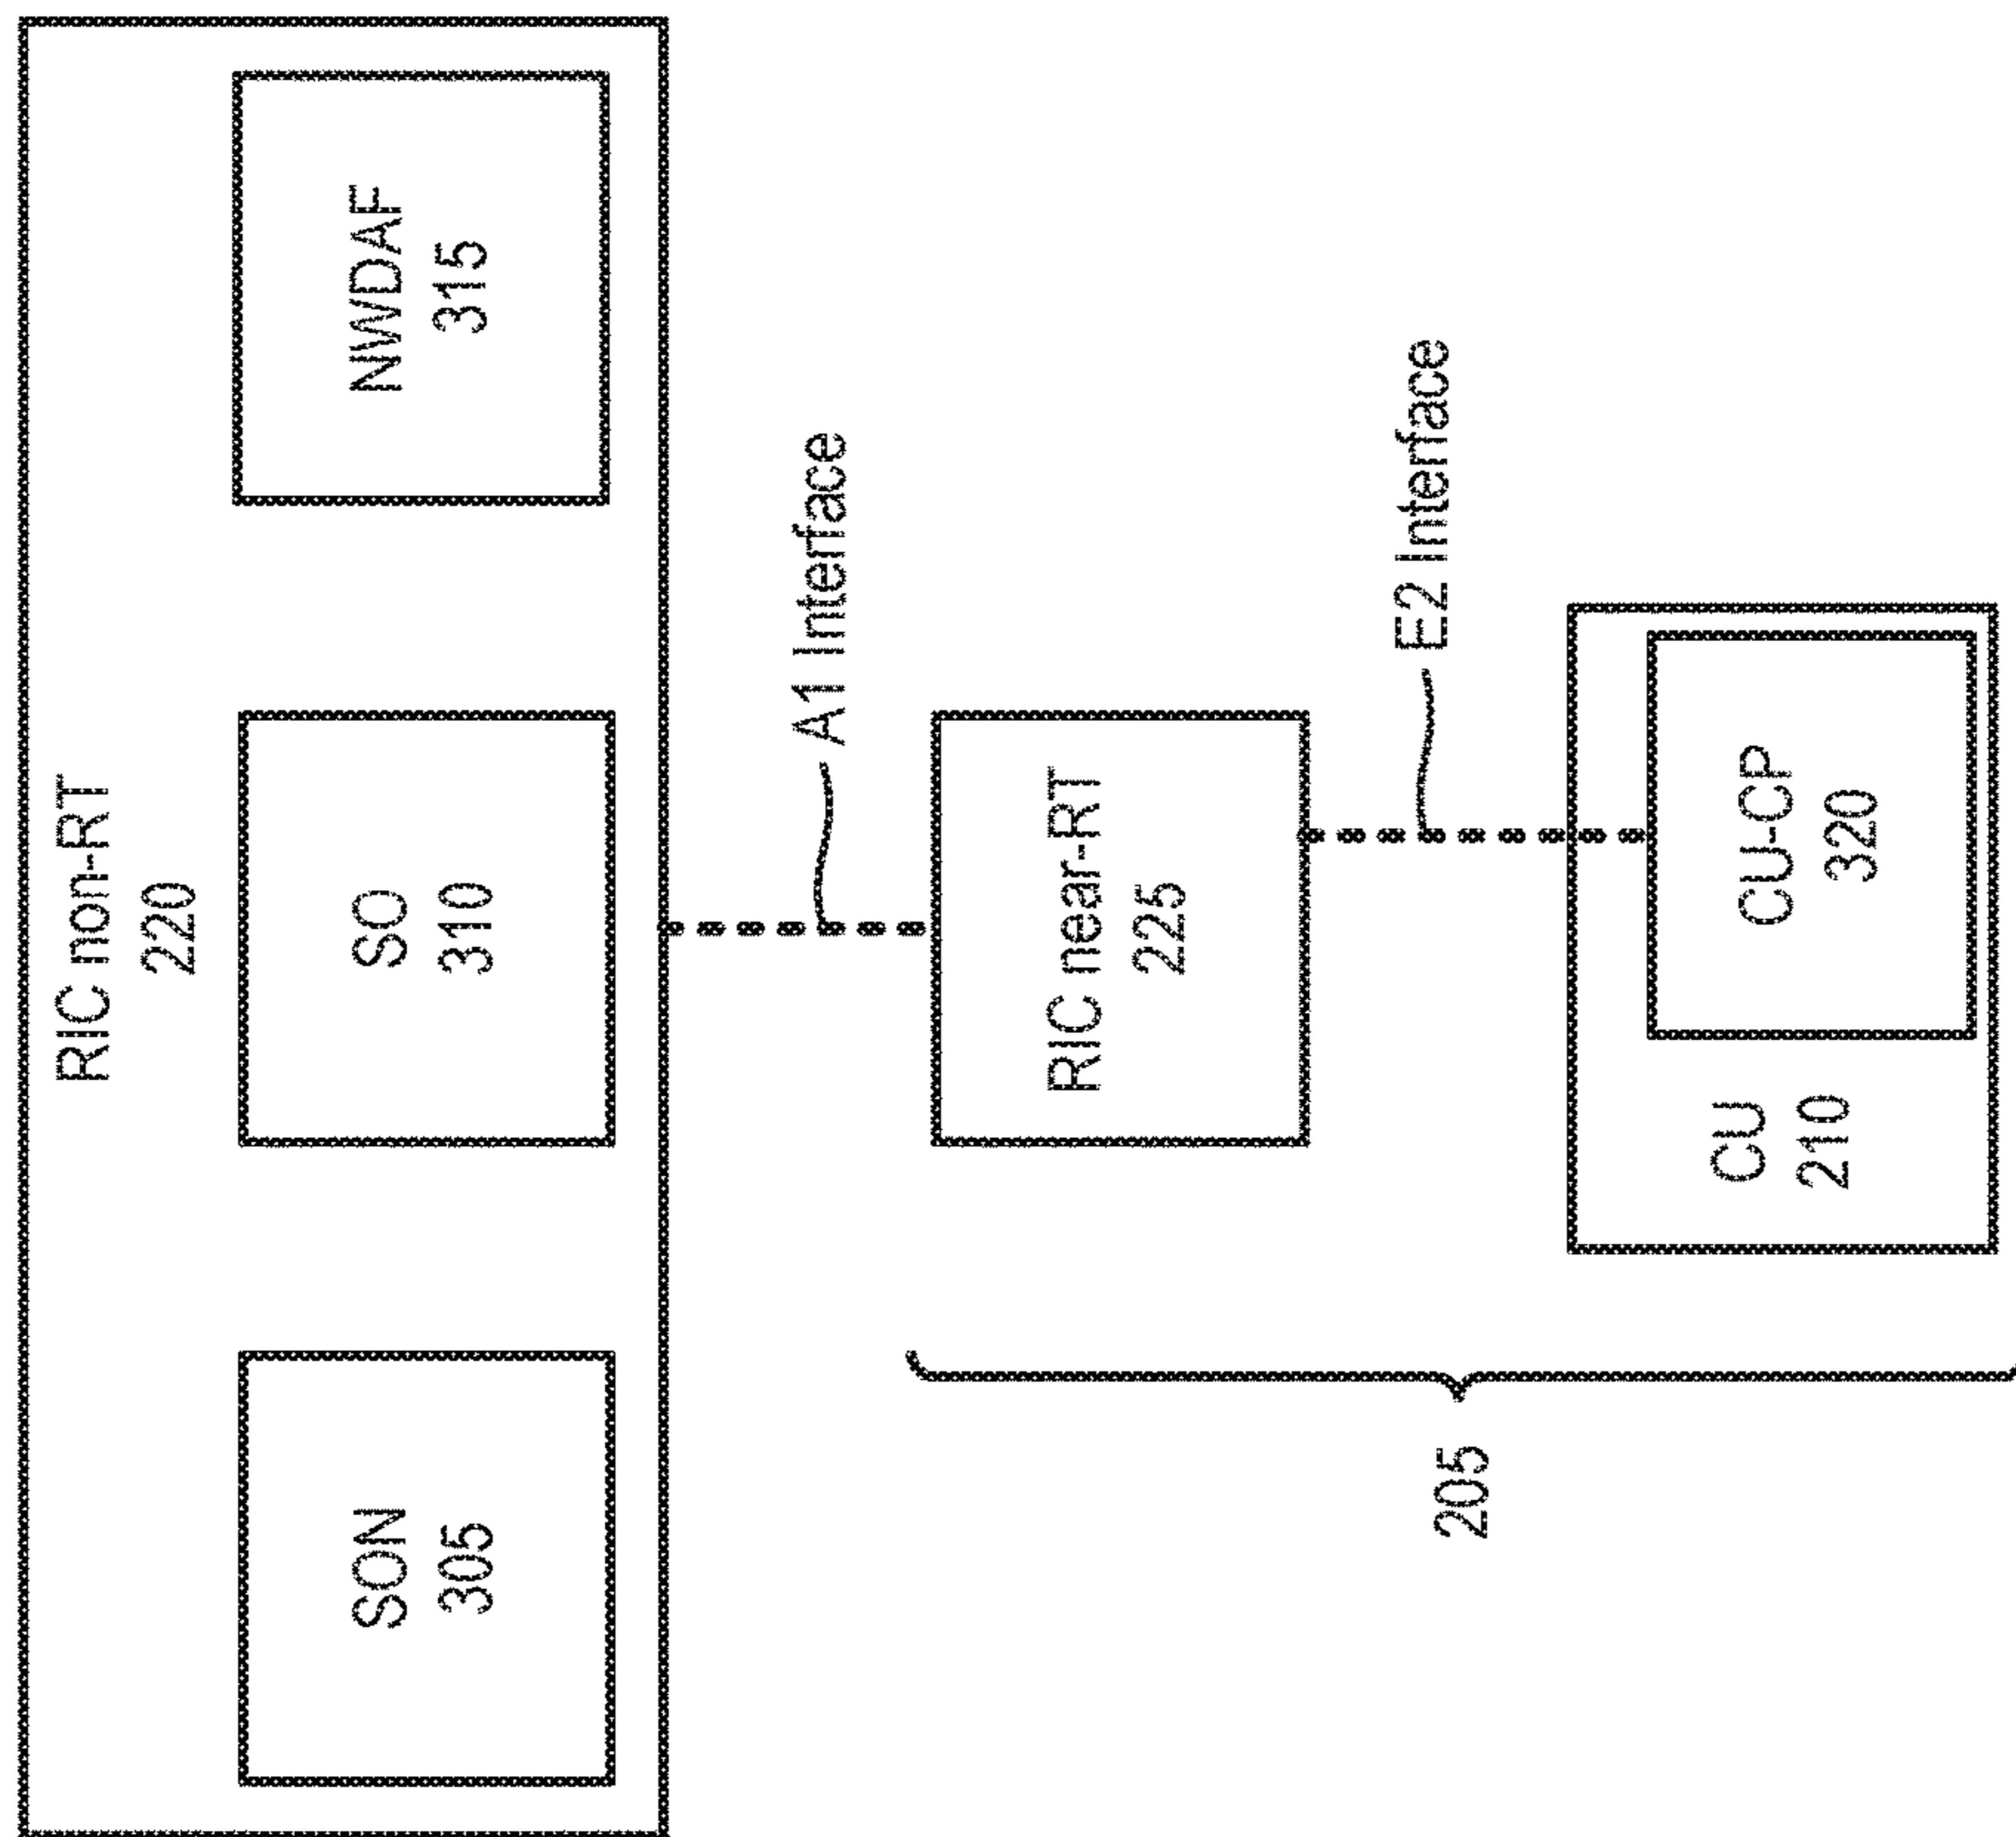 RIC non-RT
220
SON
305
SO
310
NWDAF
315
A1 Interface
RIC near-RT
225
E2 Interface
205
CU
210
CU-CP
320